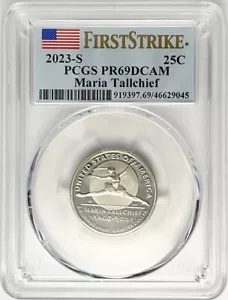 FIRSTSTRIKE
2023-S 25C
PCGS PR69DCAM
Maria Tallchief
919397.69/46629045
UNITED STATES OF AMERICA
MARIA TALLCHIEF